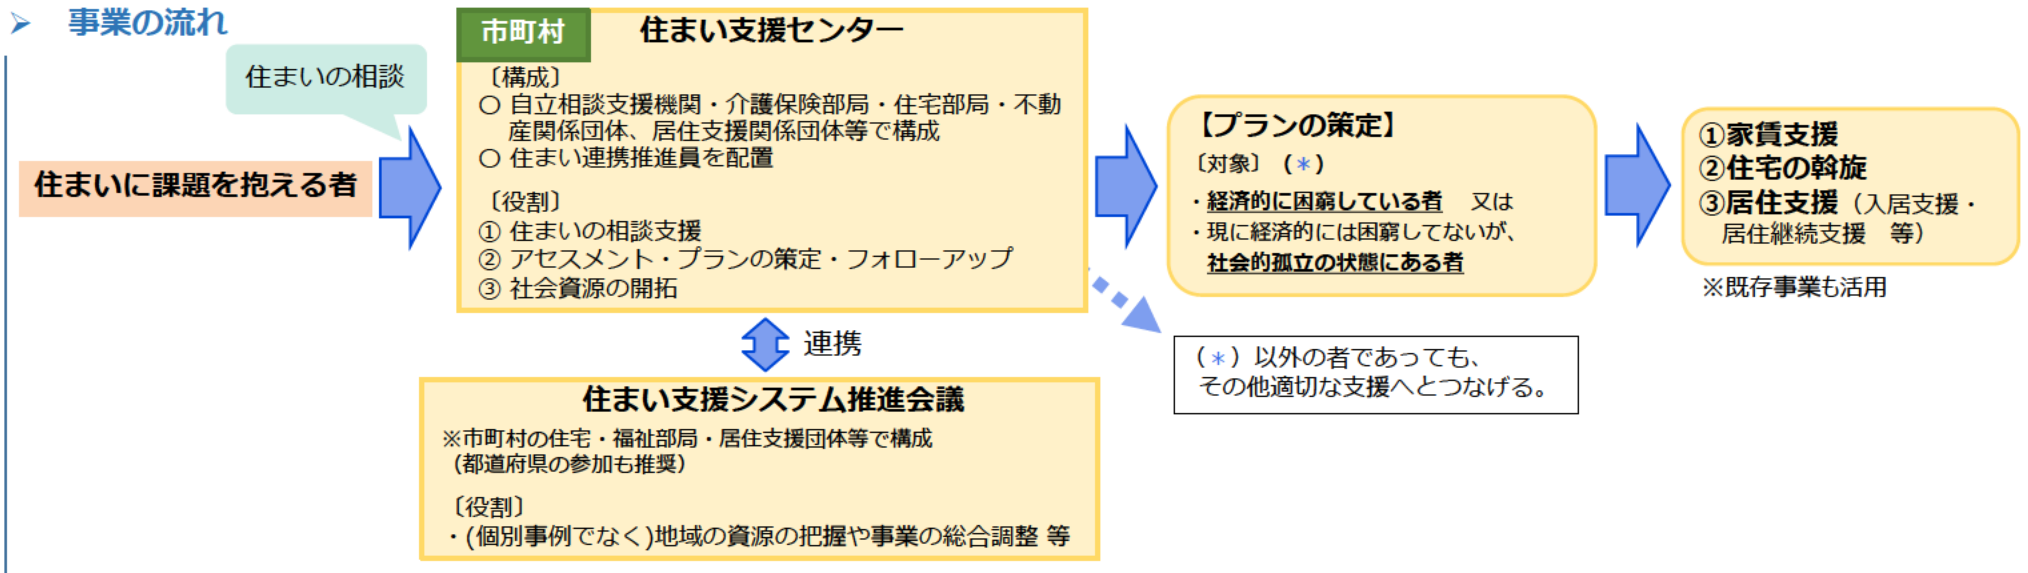 ➢ 事業の流れ
住まいの相談
住まいに課題を抱える者
市町村
住まい支援センター
〔構成〕
〇 自立相談支援機関・介護保険部局・住宅部局・不動
産関係団体、居住支援関係団体等で構成
〇 住まい連携推進員を配置
〔役割〕
① 住まいの相談支援
② アセスメント・プランの策定・フォローアップ
③ 社会資源の開拓
連携
住まい支援システム推進会議
※市町村の住宅・福祉部局・居住支援団体等で構成
（都道府県の参加も推奨）
〔役割〕
・(個別事例でなく)地域の資源の把握や事業の総合調整 等
【プランの策定】
〔対象〕（＊）
・経済的に困窮している者　又は
・現に経済的には困窮してないが、
社会的孤立の状態にある者
（＊）以外の者であっても、
その他適切な支援へとつなげる。
①家賃支援
②住宅の斡旋
③居住支援（入居支援・
居住継続支援　等）
※既存事業も活用